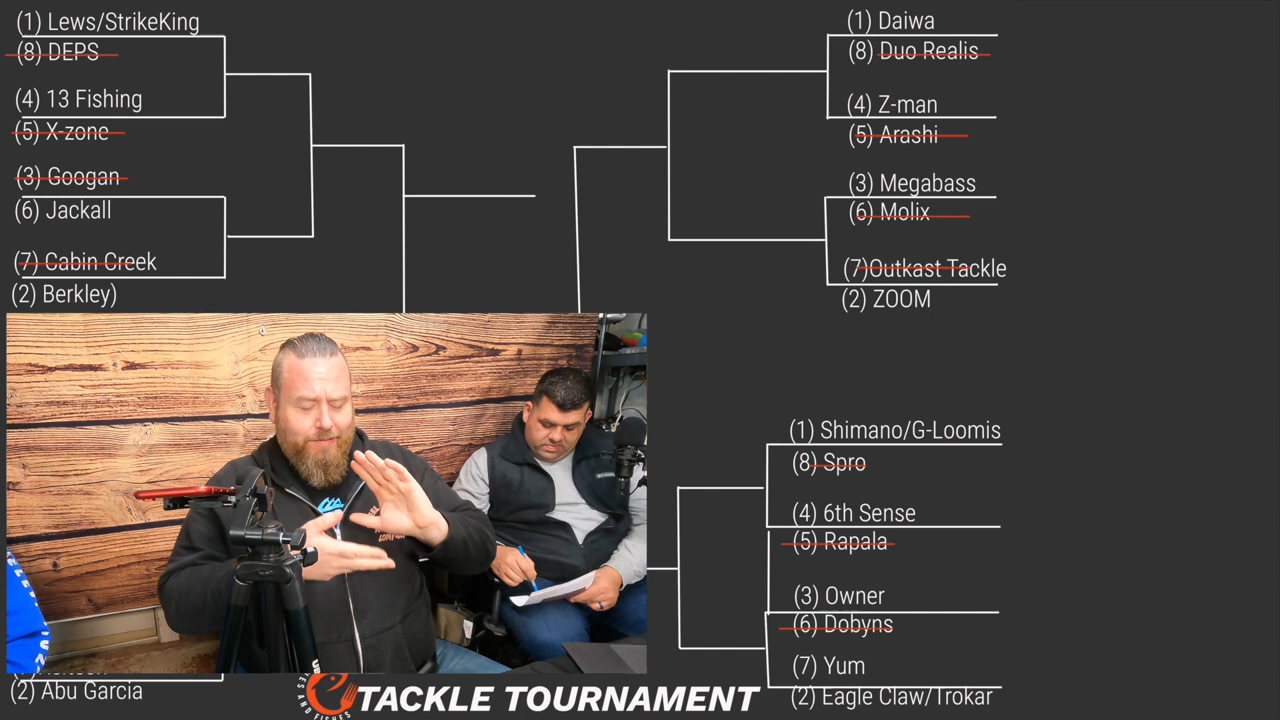 (1) Lews/StrikeKing
(8) DEPS
(4) 13 Fishing
(5) X-zone
(3) Googan
(6) Jackall
(7) Cabin Creek
(2) Berkley)
(1) Daiwa
(8) Duo Realis
(4) Z-man
(5) Arashi
(3) Megabass
(6) Molix
(7)Outkast Tackle
(2) ZOOM
(1) Shimano/G-Loomis
(8) Spro
(4) 6th Sense
(5) Rapala
(3) Owner
(6) Dobyns
(7) Yum
(2) Eagle Claw/Trokar
(2) Abu Garcia
TACKLE TOURNAMENT